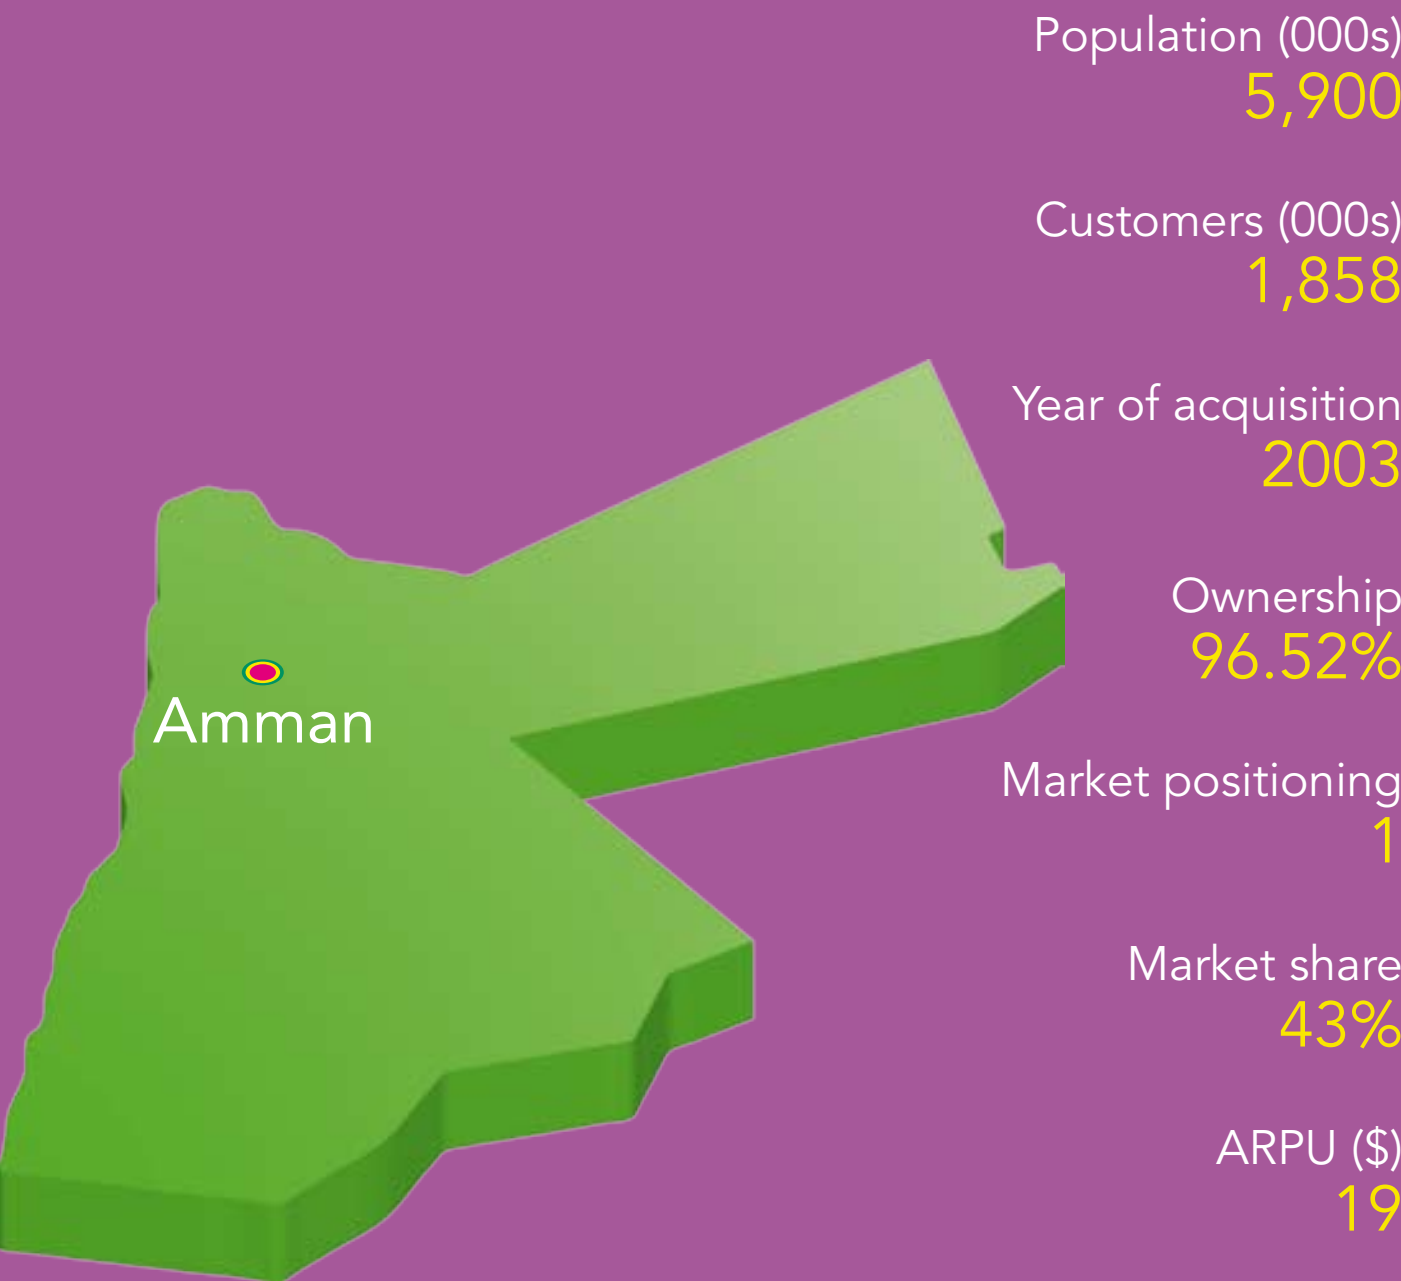 Population (000s)
5,900
Customers (000s)
1,858
Year of acquisition
2003
Ownership
96.52%
Amman
Market positioning
1
Market share
43%
ARPU ($)
19